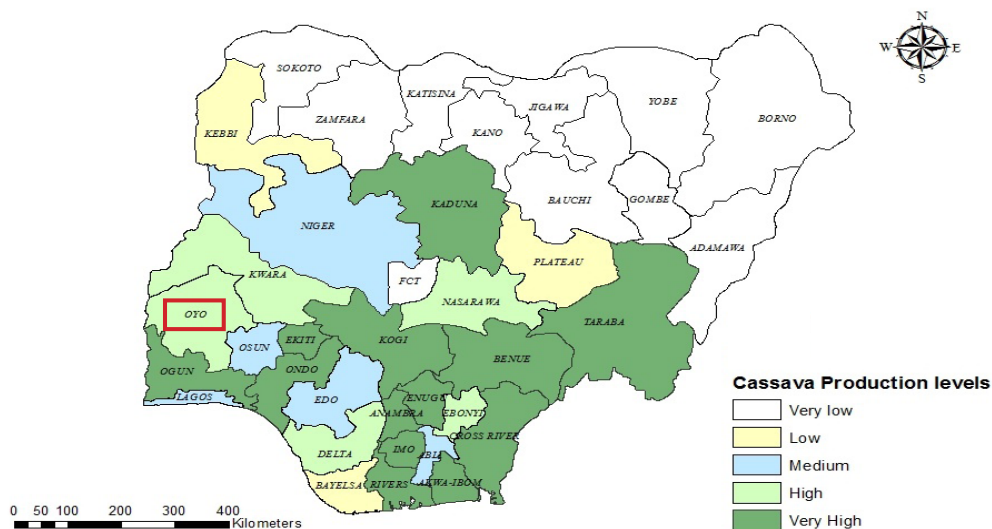 N
W E
S
SOKOTO
KATISINA
JIGAWA
YOBE
BORNO
ZAMFARA
KANO
KEBBI
KADUNA
BAUCHI
GOMBE
NIGER
ADAMAWA
PLATEAU
FCT
KWARA
NASARAWA
OYO
TARABA
OSUN
EKITI
KOGI
BENUE
OGUN
ONDO
LAGOS
EDO
ENUGU
ANAMBRA
EBONYI
CROSS RIVER
IMO
DELTA
BAYELSA
RIVERS
AKWA-IBOM
Cassava Production levels
Very low
Low
Medium
High
Very High
0 50 100 200 300 400
Kilometers